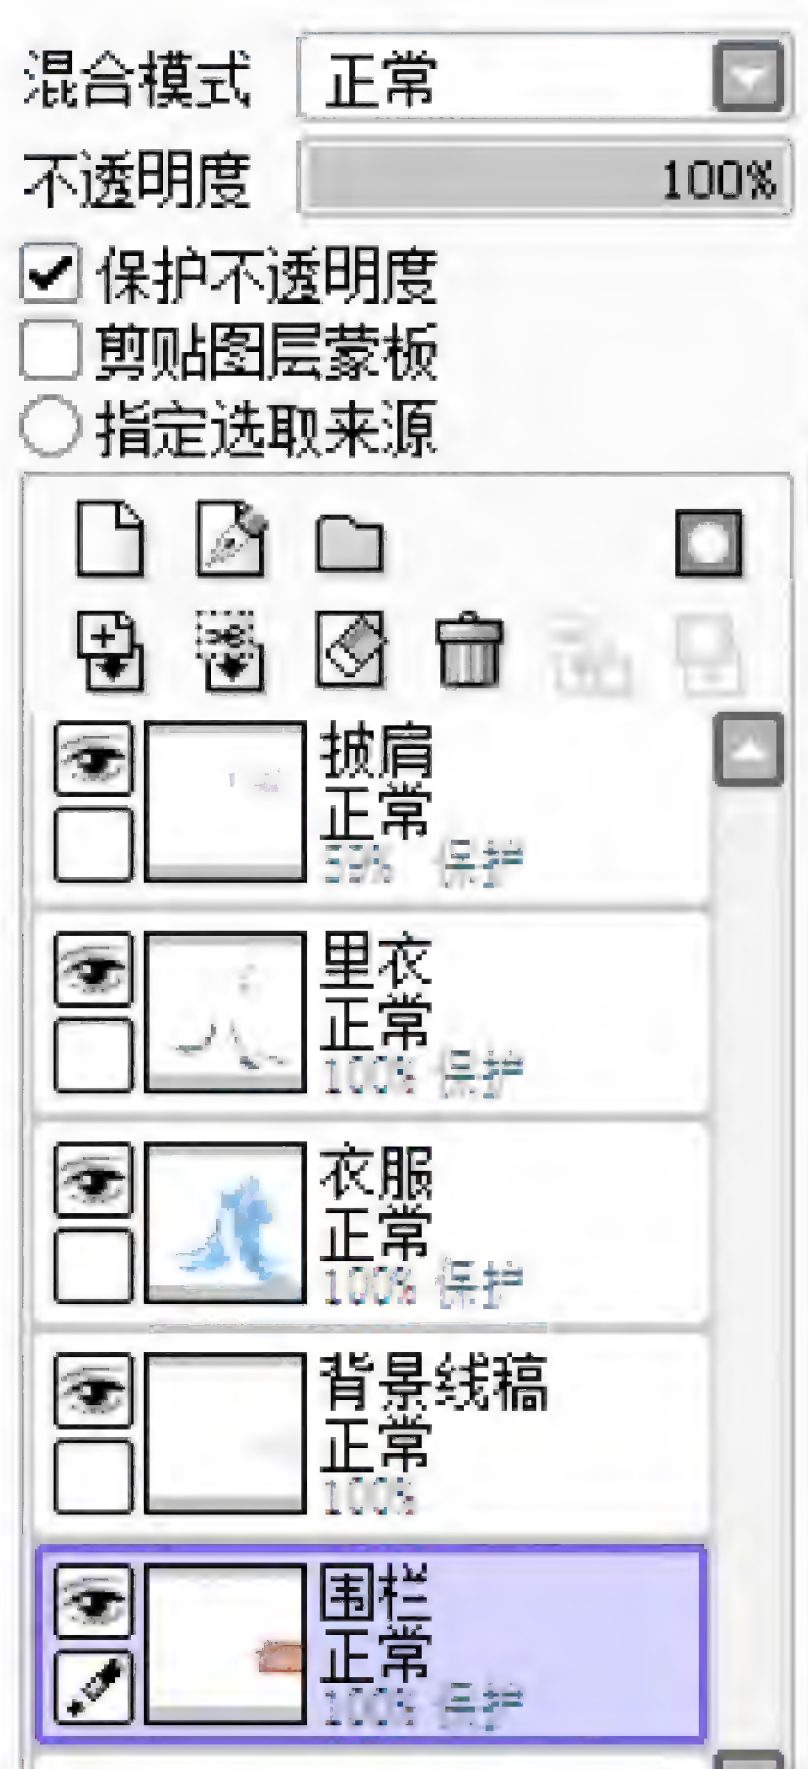 混合模式 正常
不透明度 100%
保护不透明度
剪贴图层蒙板
指定选取来源
披肩
正常
59% 保护
里衣
正常
100% 保护
衣服
正常
100% 保护
背景线稿
正常
100%
围栏
正常
100% 保护